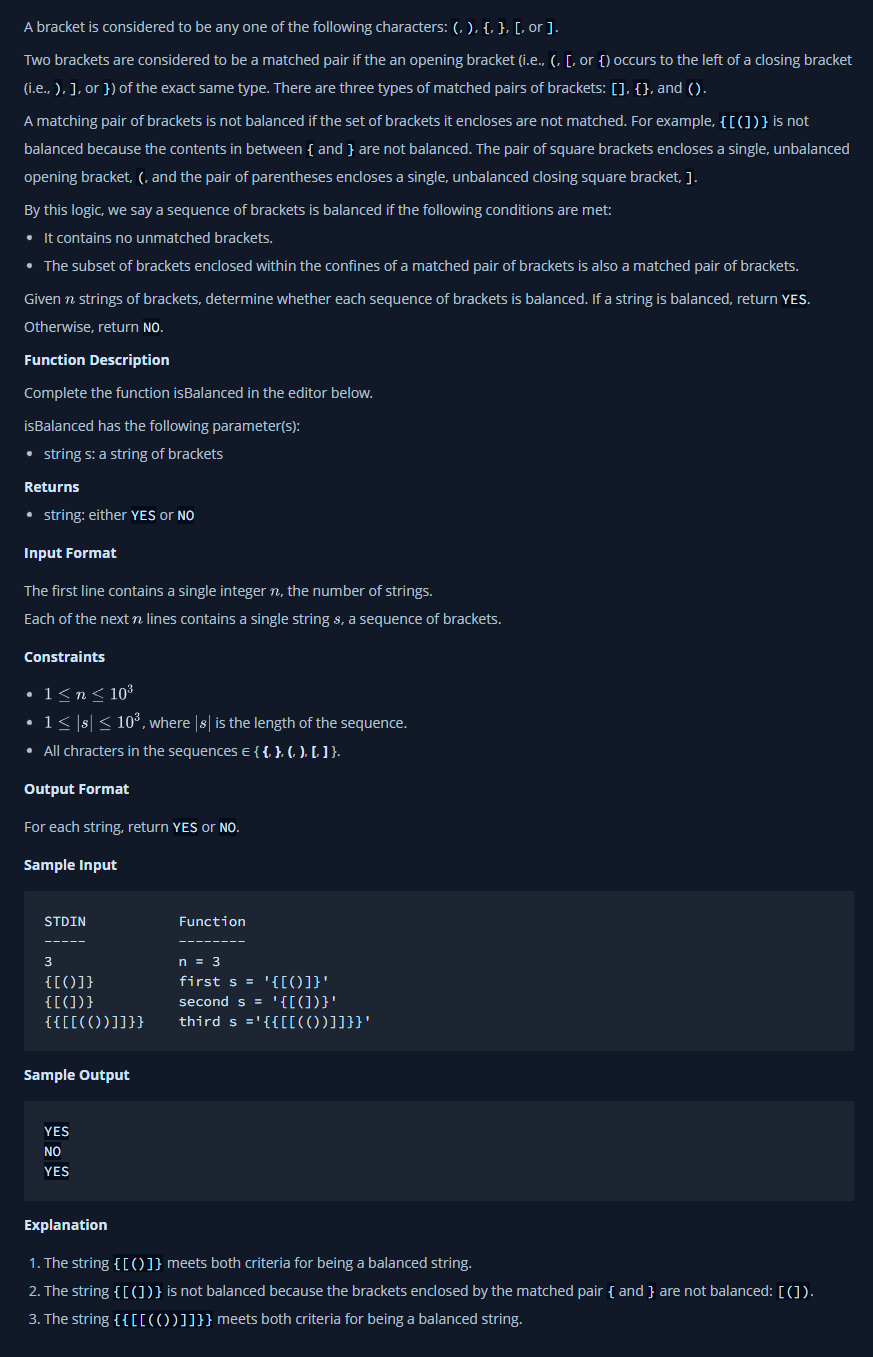 A bracket is considered to be any one of the following characters: (, ), {, }, [, or ].
Two brackets are considered to be a matched pair if the an opening bracket (i.e., (, [, or {) occurs to the left of a closing bracket
(i.e., ), ], or }) of the exact same type. There are three types of matched pairs of brackets: [], {}, and ().
A matching pair of brackets is not balanced if the set of brackets it encloses are not matched. For example, {[(])} is not
balanced because the contents in between { and } are not balanced. The pair of square brackets encloses a single, unbalanced
opening bracket, (, and the pair of parentheses encloses a single, unbalanced closing square bracket, ].
By this logic, we say a sequence of brackets is balanced if the following conditions are met:
• It contains no unmatched brackets.
• The subset of brackets enclosed within the confines of a matched pair of brackets is also a matched pair of brackets.
Given n strings of brackets, determine whether each sequence of brackets is balanced. If a string is balanced, return YES.
Otherwise, return NO.
Function Description
Complete the function isBalanced in the editor below.
isBalanced has the following parameter(s):
• string s: a string of brackets
Returns
• string: either YES or NO
Input Format
The first line contains a single integer n, the number of strings.
Each of the next n lines contains a single string s, a sequence of brackets.
Constraints
• 1 ≤ n ≤ 10³
• 1 ≤ |s| ≤ 10³, where |s| is the length of the sequence.
• All chracters in the sequences ∈ { {, }, (, ), [, ] }.
Output Format
For each string, return YES or NO.
Sample Input
STDIN Function
----- --------
3 n = 3
{[()]} first s = '{[()]}'
{[(])} second s = '{[(])}'
{{[[(())]]}} third s ='{{[[(())]]}}'
Sample Output
YES
NO
YES
Explanation
1. The string {[()]} meets both criteria for being a balanced string.
2. The string {[(])} is not balanced because the brackets enclosed by the matched pair { and } are not balanced: [(]).
3. The string {{[[(())]]}} meets both criteria for being a balanced string.